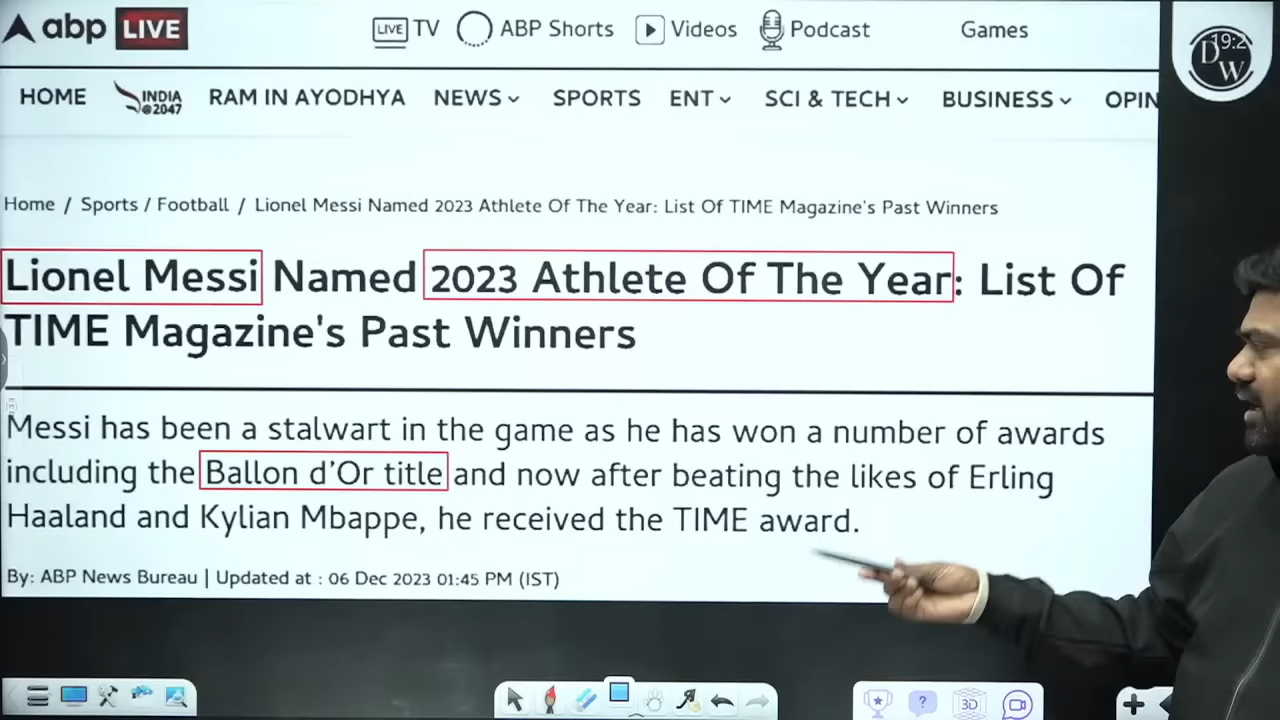 abp LIVE
LIVE TV ABP Shorts Videos Podcast Games
19:2
D
W
HOME INDIA @2047 RAM IN AYODHYA NEWS SPORTS ENT SCI & TECH BUSINESS OPIN
Home / Sports / Football / Lionel Messi Named 2023 Athlete Of The Year: List Of TIME Magazine's Past Winners
Lionel Messi Named 2023 Athlete Of The Year: List Of
TIME Magazine's Past Winners
Messi has been a stalwart in the game as he has won a number of awards
including the Ballon d'Or title and now after beating the likes of Erling
Haaland and Kylian Mbappe, he received the TIME award.
By: ABP News Bureau | Updated at : 06 Dec 2023 01:45 PM (IST)
? 3D